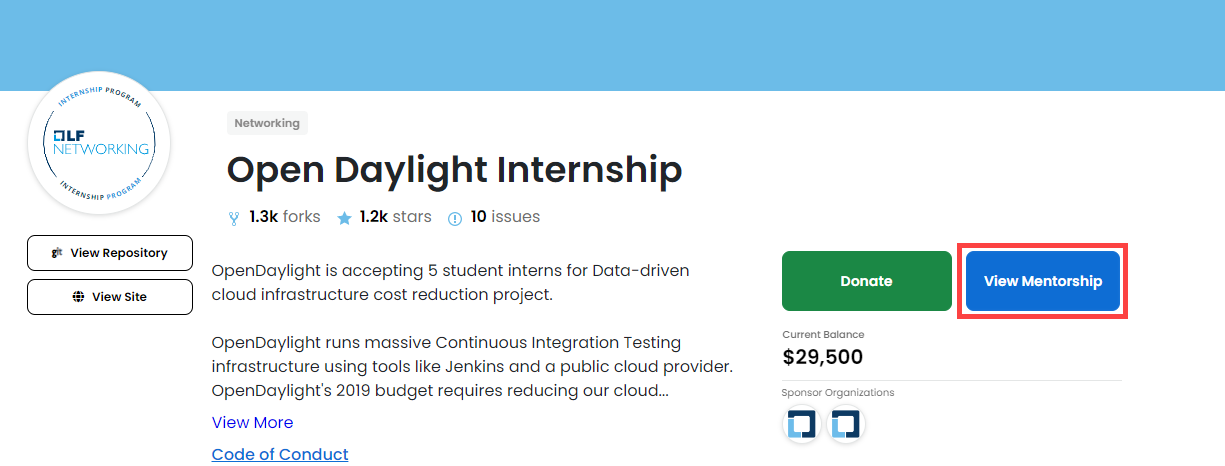 INTERNSHIP PROGRAM
LF
NETWORKING
INTERNSHIP PROGRAM
Networking
Open Daylight Internship
1.3k forks 1.2k stars 10 issues
git View Repository
View Site
OpenDaylight is accepting 5 student interns for Data-driven
cloud infrastructure cost reduction project.
OpenDaylight runs massive Continuous Integration Testing
infrastructure using tools like Jenkins and a public cloud provider.
OpenDaylight's 2019 budget requires reducing our cloud...
View More
Code of Conduct
Donate
View Mentorship
Current Balance
$29,500
Sponsor Organizations